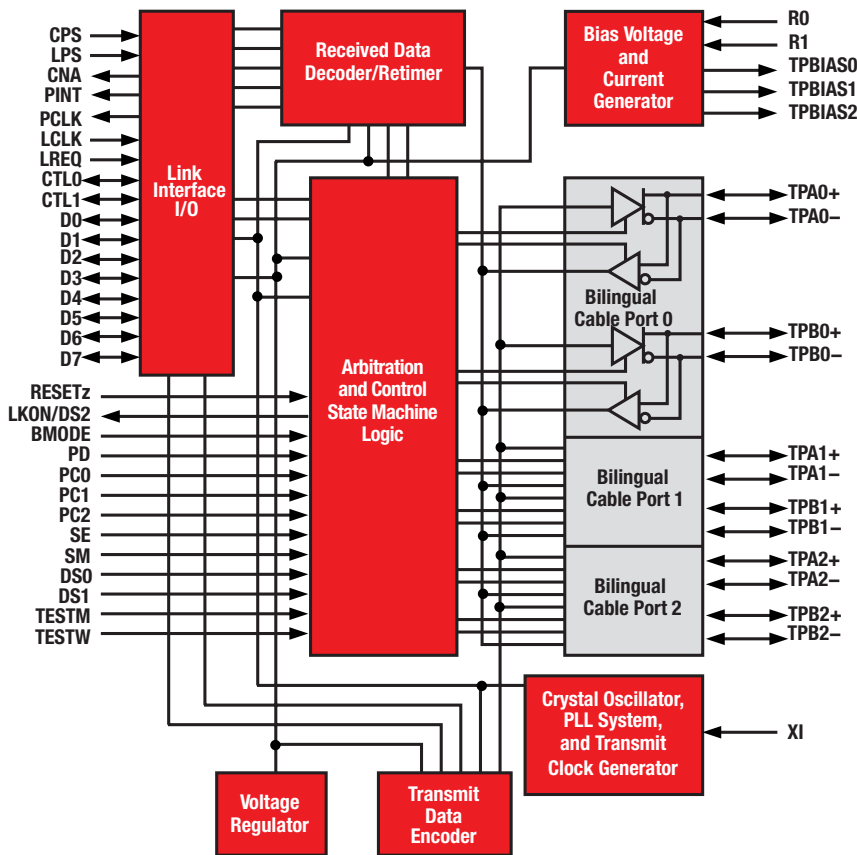 CPS
LPS
CNA
PINT
PCLK
LCLK
LREQ
CTL0
CTL1
D0
D1
D2
D3
D4
D5
D6
D7
RESETz
LKON/DS2
BMODE
PD
PC0
PC1
PC2
SE
SM
DS0
DS1
TESTM
TESTW
Link
Interface
I/O
Received Data
Decoder/Retimer
Arbitration
and Control
State Machine
Logic
Bias Voltage
and
Current
Generator
Bilingual
Cable Port 0
Bilingual
Cable Port 1
Bilingual
Cable Port 2
Crystal Oscillator,
PLL System,
and Transmit
Clock Generator
Voltage
Regulator
Transmit
Data
Encoder
R0
R1
TPBIAS0
TPBIAS1
TPBIAS2
TPA0+
TPA0−
TPB0+
TPB0−
TPA1+
TPA1−
TPB1+
TPB1−
TPA2+
TPA2−
TPB2+
TPB2−
XI